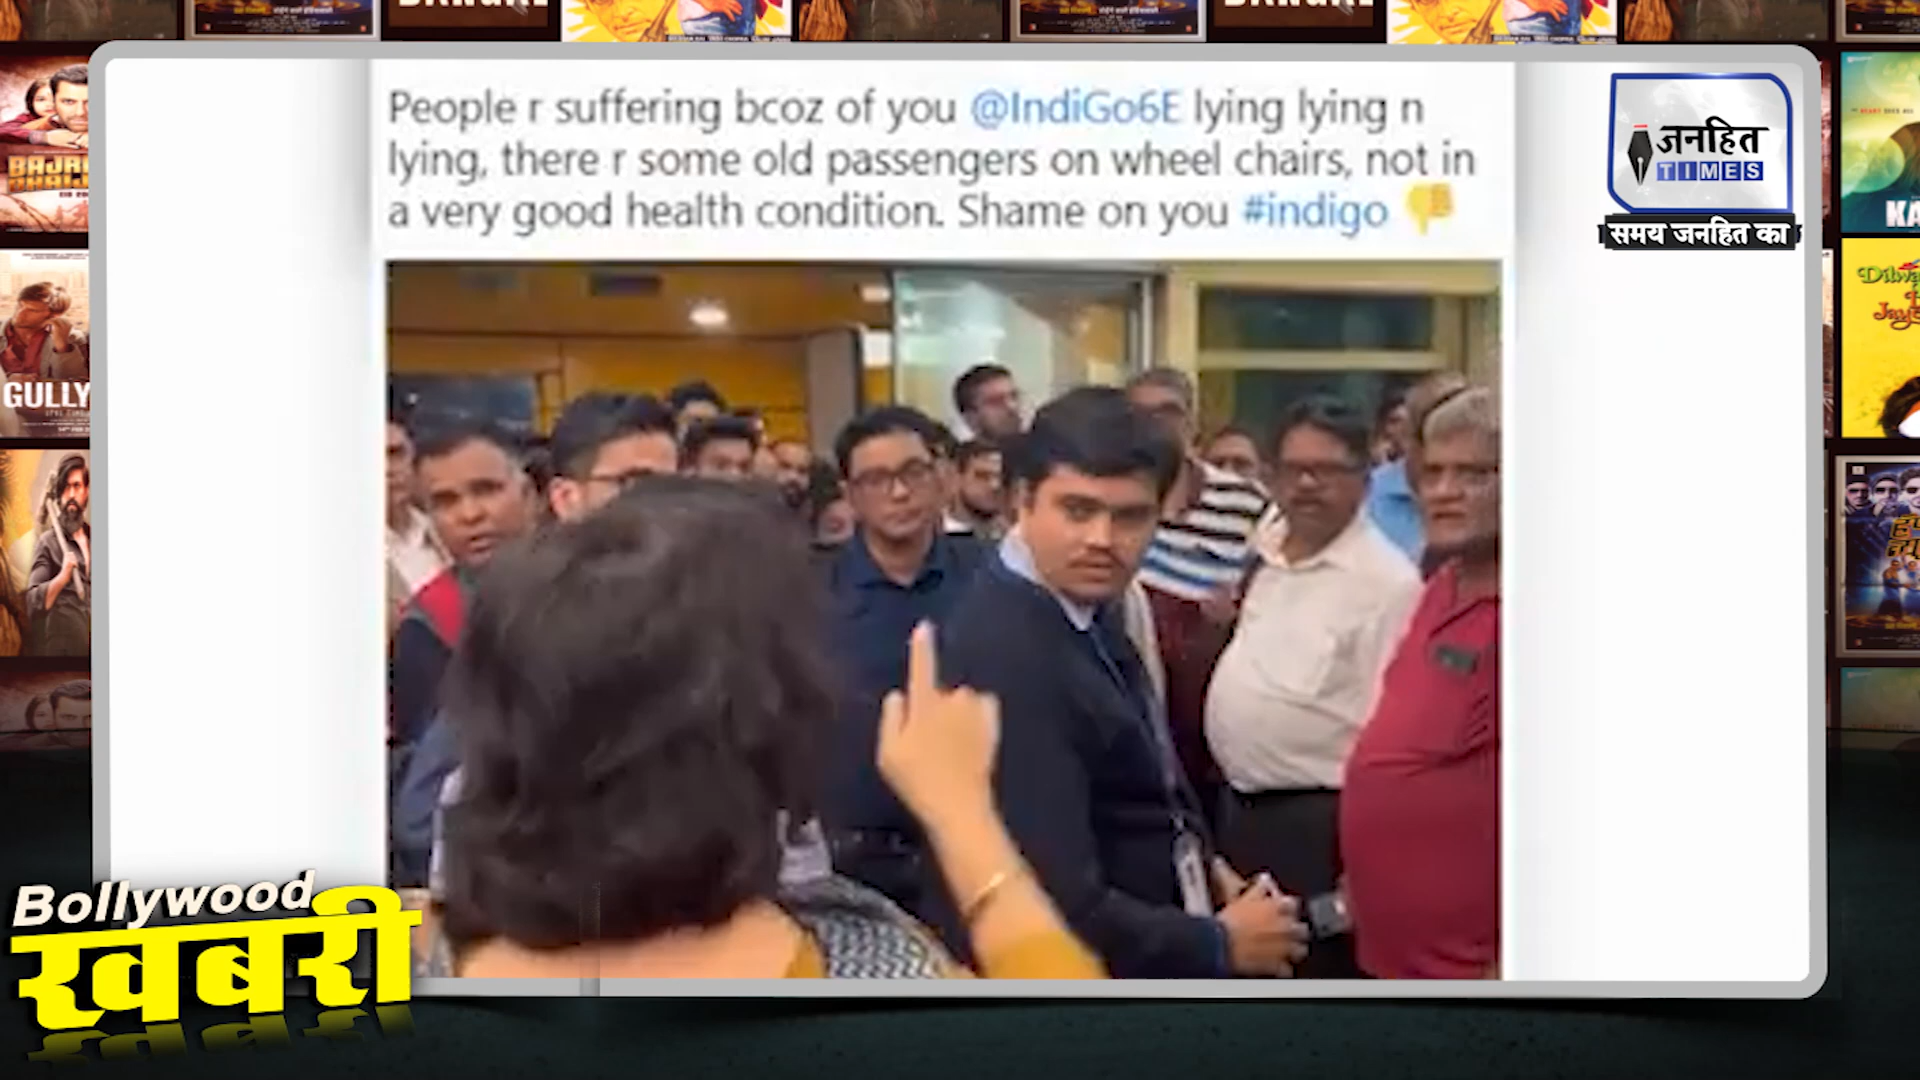 People r suffering bcoz of you @IndiGo6E lying lying n
lying, there r some old passengers on wheel chairs, not in
a very good health condition. Shame on you #indigo 👎
जनहित
TIMES
समय जनहित का
Bollywood
खबरी
GULLY
KA